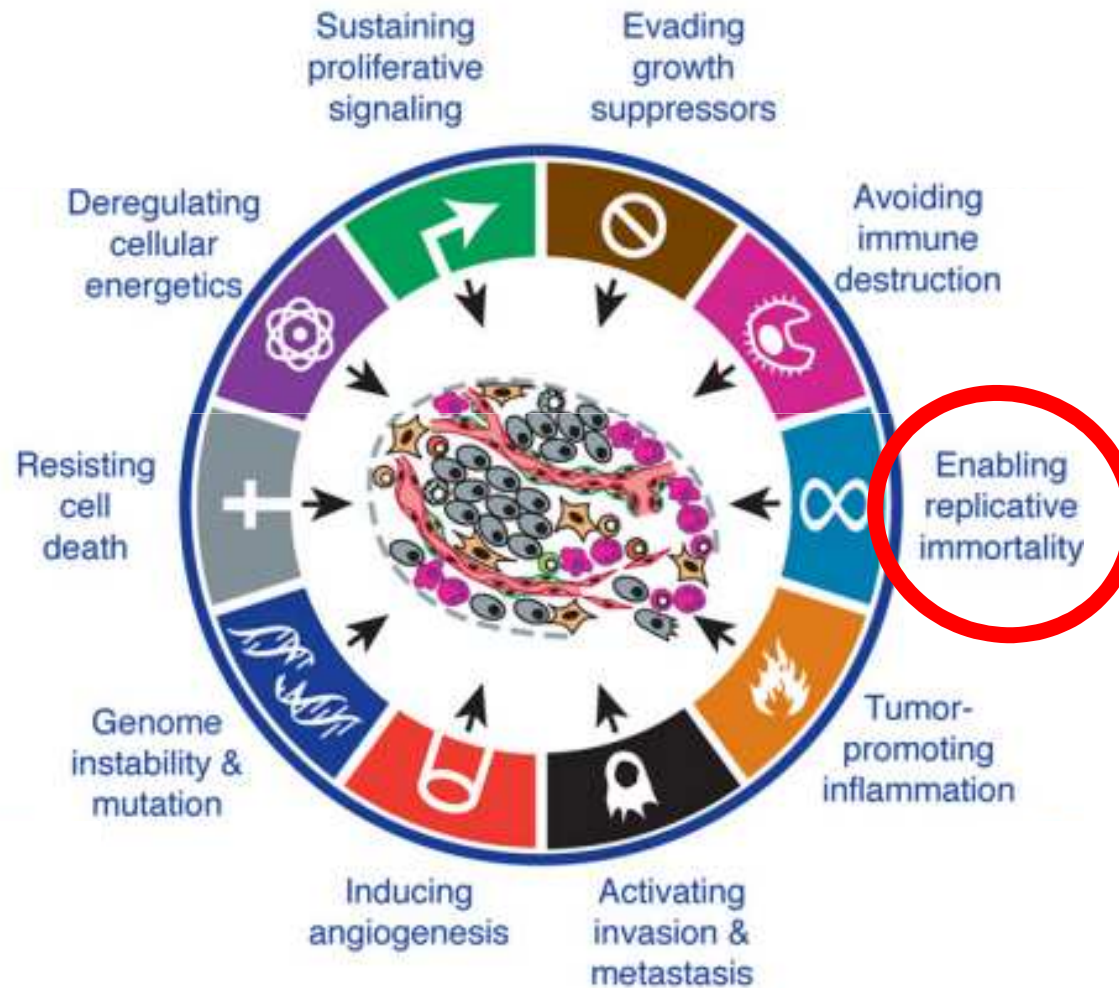 Sustaining
proliferative
signaling
Evading
growth
suppressors
Avoiding
immune
destruction
Enabling
replicative
immortality
Tumor-
promoting
inflammation
Activating
invasion &
metastasis
Inducing
angiogenesis
Genome
instability &
mutation
Resisting
cell
death
Deregulating
cellular
energetics